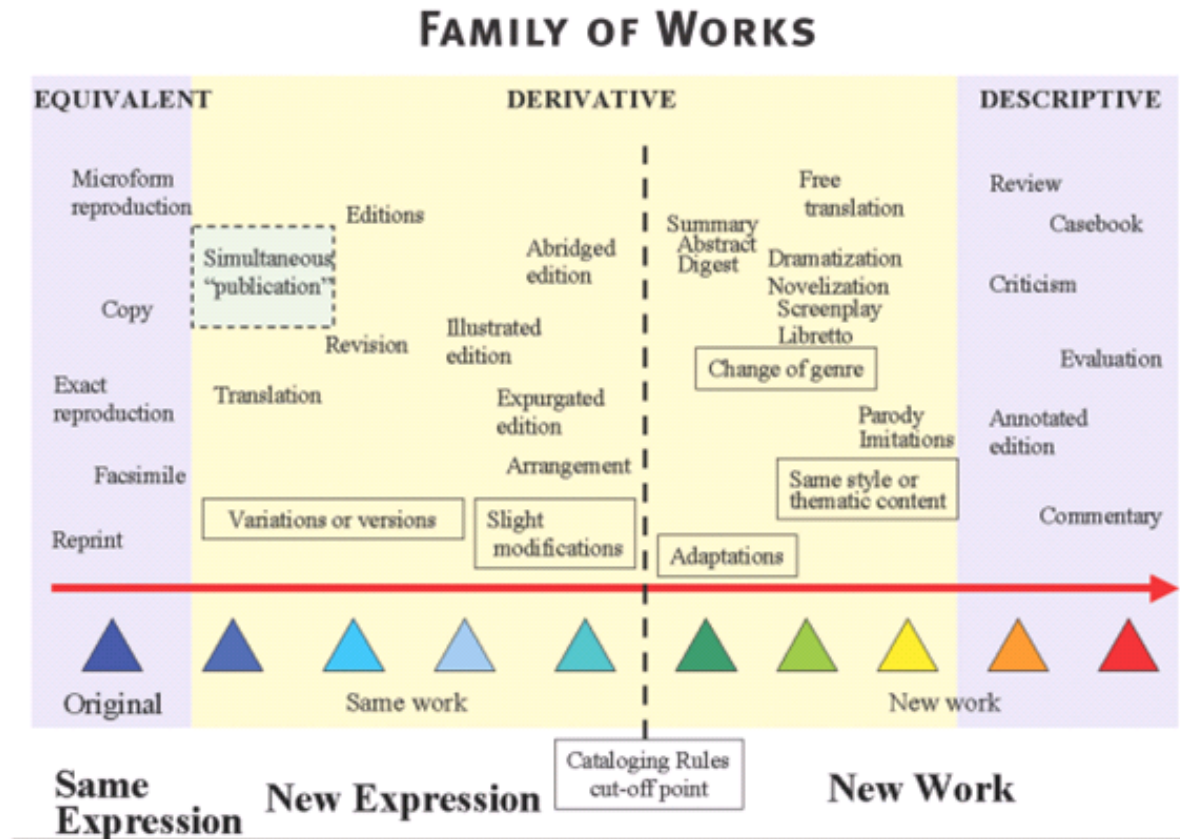 FAMILY OF WORKS
EQUIVALENT
DERIVATIVE
DESCRIPTIVE
Microform
reproduction
Copy
Exact
reproduction
Facsimile
Reprint
Simultaneous
“publication”
Editions
Revision
Translation
Abridged
edition
Illustrated
edition
Expurgated
edition
Arrangement
Variations or versions
Slight
modifications
Free
translation
Summary
Abstract
Digest
Dramatization
Novelization
Screenplay
Libretto
Change of genre
Parody
Imitations
Same style or
thematic content
Adaptations
Review
Casebook
Criticism
Evaluation
Annotated
edition
Commentary
Original
Same work
New work
Same
Expression
New Expression
Cataloging Rules
cut-off point
New Work